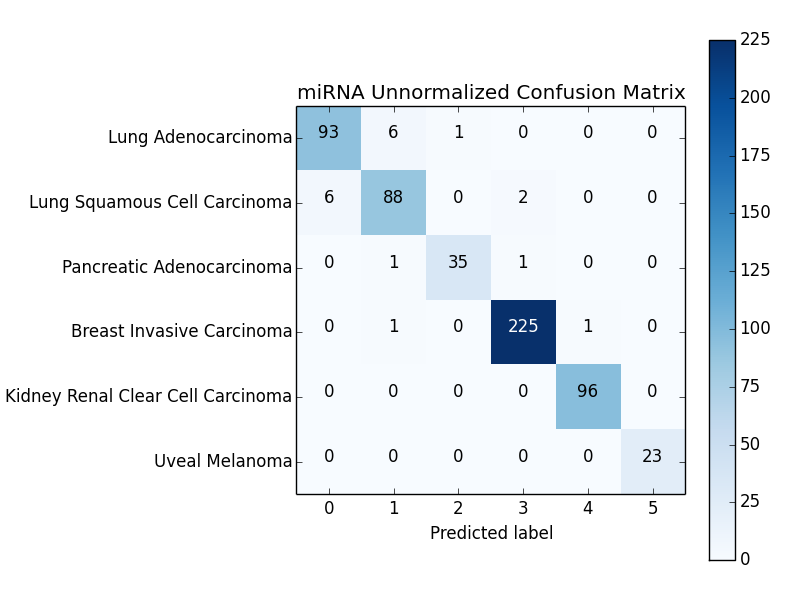 miRNA Unnormalized Confusion Matrix
Lung Adenocarcinoma 93 6 1 0 0 0
Lung Squamous Cell Carcinoma 6 88 0 2 0 0
Pancreatic Adenocarcinoma 0 1 35 1 0 0
Breast Invasive Carcinoma 0 1 0 225 1 0
Kidney Renal Clear Cell Carcinoma 0 0 0 0 96 0
Uveal Melanoma 0 0 0 0 0 23
0 1 2 3 4 5
Predicted label
225
200
175
150
125
100
75
50
25
0